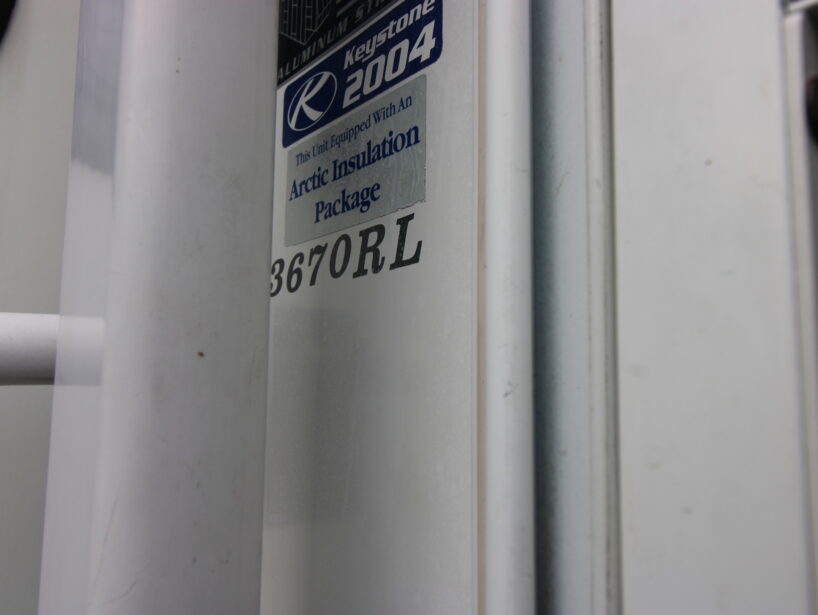 ALUMINUM
Keystone
2004
K
This Unit Equipped With An
Arctic Insulation
Package
3670RL